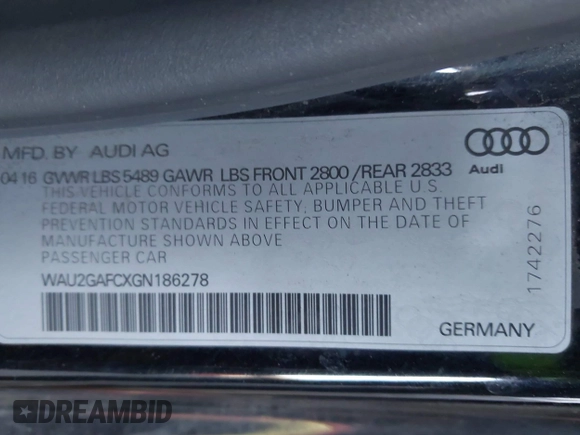 MFD. BY AUDI AG
04 16 GVWR LBS 5489 GAWR LBS FRONT 2800 /REAR 2833
Audi
THIS VEHICLE CONFORMS TO ALL APPLICABLE U.S.
FEDERAL MOTOR VEHICLE SAFETY, BUMPER AND THEFT
PREVENTION STANDARDS IN EFFECT ON THE DATE OF
MANUFACTURE SHOWN ABOVE
PASSENGER CAR
WAU2GAFCXGN186278
1742276
GERMANY
DREAMBID